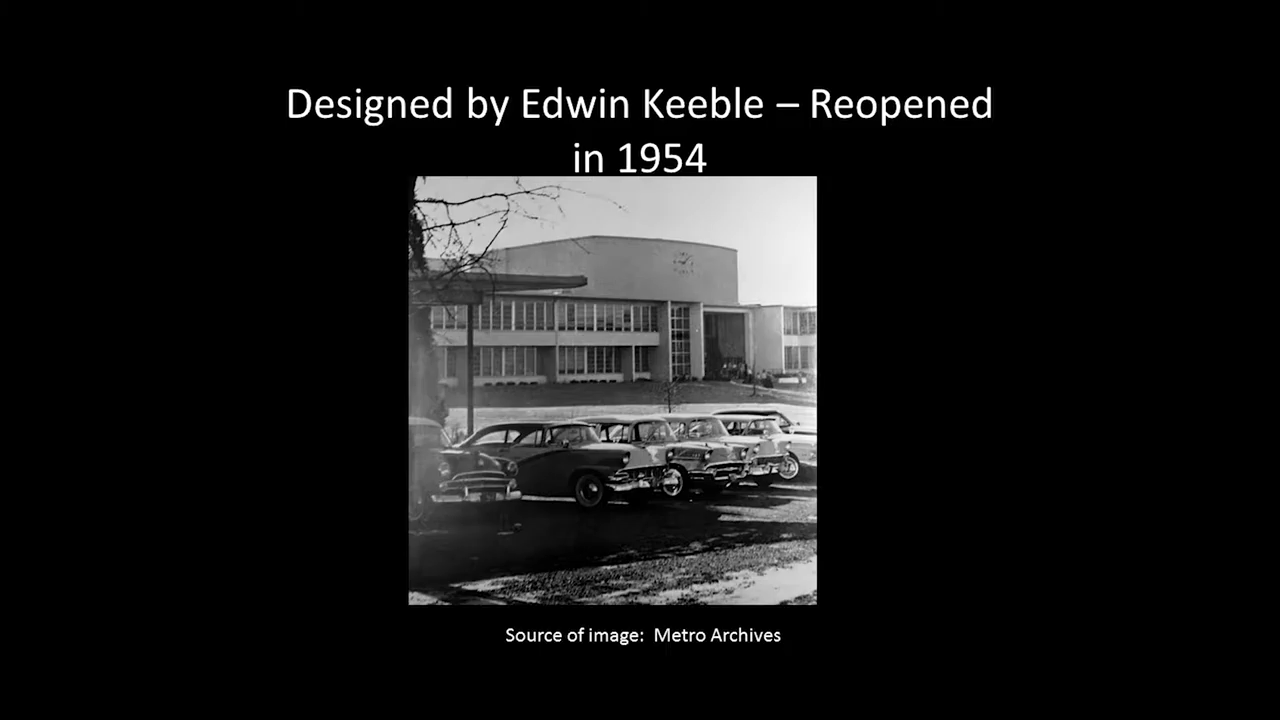 Designed by Edwin Keeble – Reopened
in 1954
Source of image:  Metro Archives